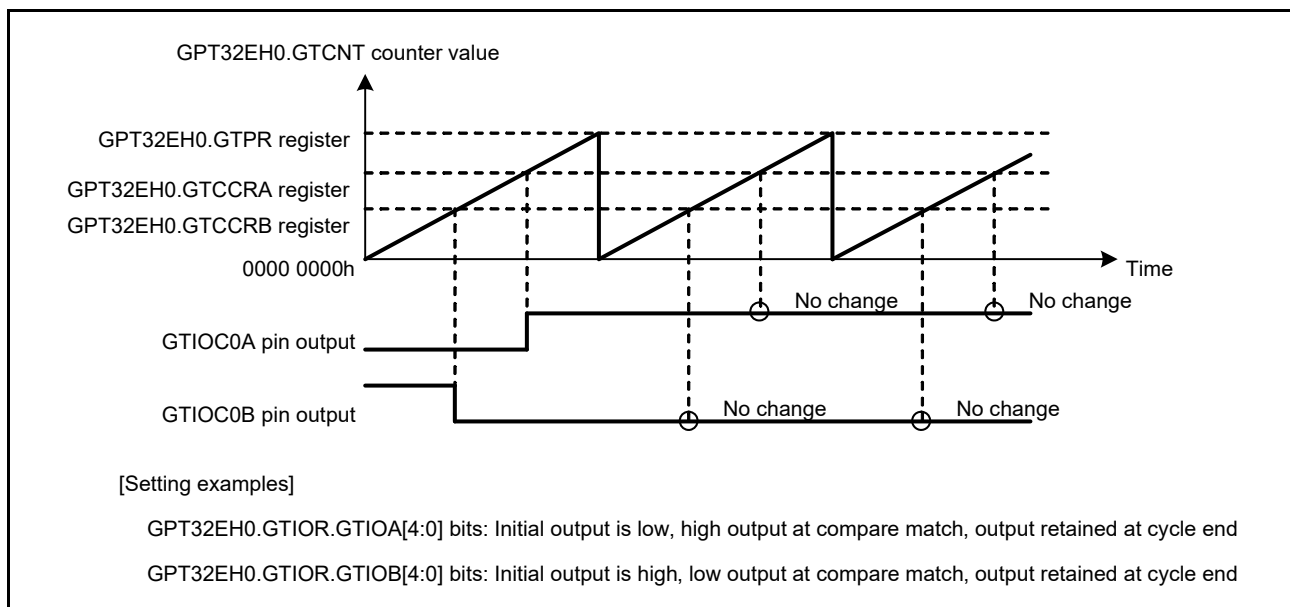 GPT32EH0.GTCNT counter value
GPT32EH0.GTPR register
GPT32EH0.GTCCRA register
GPT32EH0.GTCCRB register
0000 0000h
Time
No change
No change
GTIOC0A pin output
No change
No change
GTIOC0B pin output
[Setting examples]
GPT32EH0.GTIOR.GTIOA[4:0] bits: Initial output is low, high output at compare match, output retained at cycle end
GPT32EH0.GTIOR.GTIOB[4:0] bits: Initial output is high, low output at compare match, output retained at cycle end